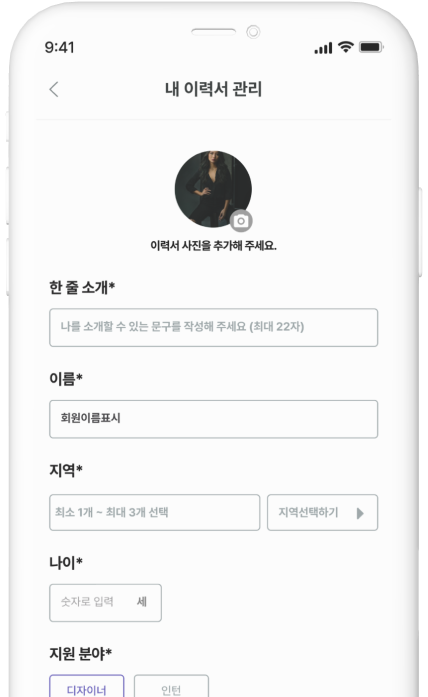 9:41
내 이력서 관리
이력서 사진을 추가해 주세요.
한 줄 소개*
나를 소개할 수 있는 문구를 작성해 주세요 (최대 22자)
이름*
회원이름표시
지역*
최소 1개 ~ 최대 3개 선택 지역선택하기
나이*
숫자로 입력 세
지원 분야*
디자이너 인턴